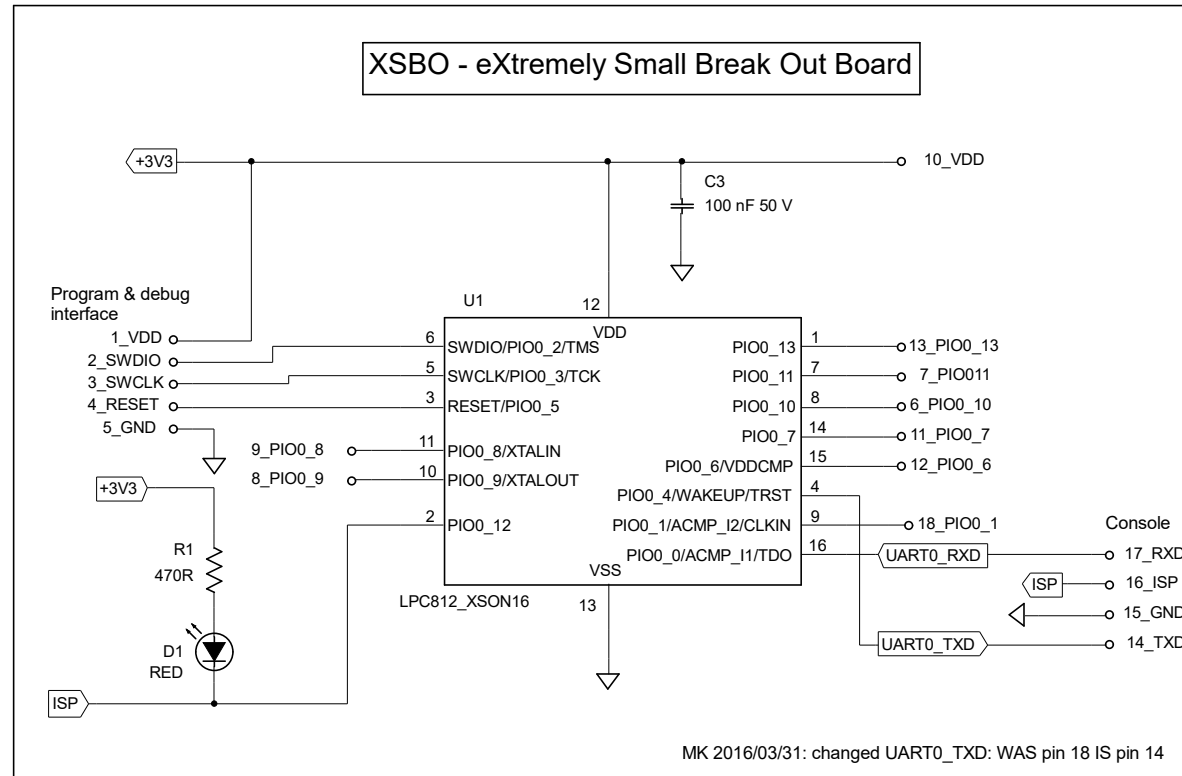 XSBO - eXtremely Small Break Out Board
+3V3
10_VDD
C3
100 nF 50 V
Program & debug
interface
1_VDD
2_SWDIO
3_SWCLK
4_RESET
5_GND
U1
12
VDD
6
SWDIO/PIO0_2/TMS
5
SWCLK/PIO0_3/TCK
3
RESET/PIO0_5
9_PIO0_8
11
PIO0_8/XTALIN
8_PIO0_9
10
PIO0_9/XTALOUT
2
PIO0_12
PIO0_13
1
13_PIO0_13
PIO0_11
7
7_PIO011
PIO0_10
8
6_PIO0_10
PIO0_7
14
11_PIO0_7
PIO0_6/VDDCMP
15
12_PIO0_6
PIO0_4/WAKEUP/TRST
4
PIO0_1/ACMP_I2/CLKIN
9
18_PIO0_1
PIO0_0/ACMP_I1/TDO
16
VSS
13
LPC812_XSON16
+3V3
R1
470R
D1
RED
ISP
Console
UART0_RXD
17_RXD
ISP
16_ISP
15_GND
UART0_TXD
14_TXD
MK 2016/03/31: changed UART0_TXD: WAS pin 18 IS pin 14